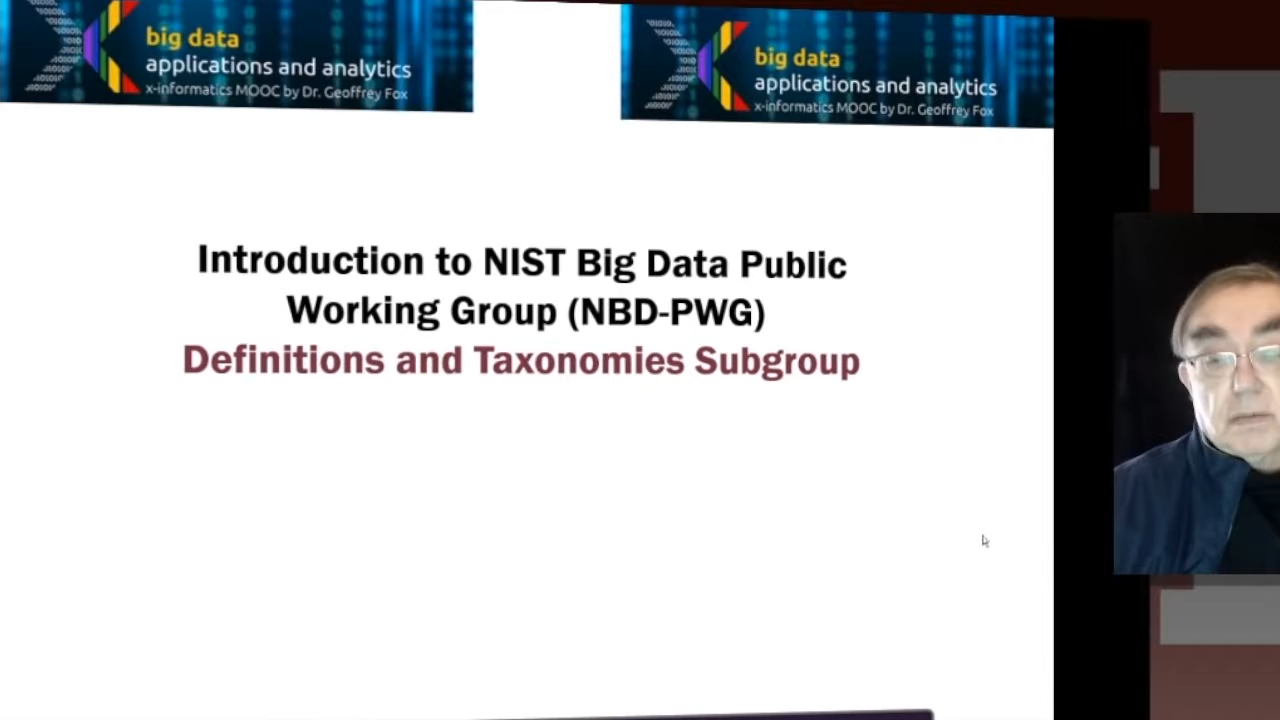 big data
applications and analytics
x-informatics MOOC by Dr. Geoffrey Fox
big data
applications and analytics
x-informatics MOOC by Dr. Geoffrey Fox
Introduction to NIST Big Data Public
Working Group (NBD-PWG)
Definitions and Taxonomies Subgroup